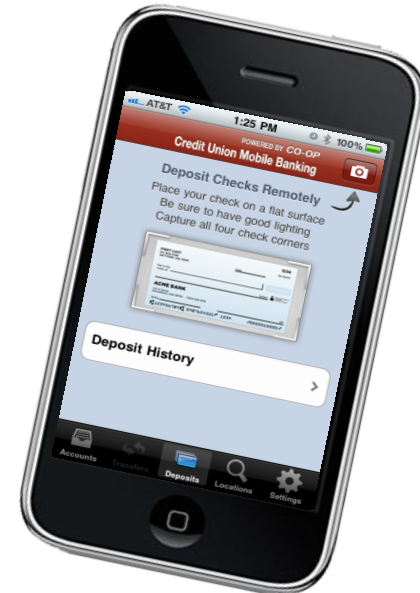 AT&T
1:25 PM
100%
POWERED BY CO-OP
Credit Union Mobile Banking
Deposit Checks Remotely
Place your check on a flat surface
Be sure to have good lighting
Capture all four check corners
1234
ACME BANK
Deposit History
Accounts
Transfers
Deposits
Locations
Settings